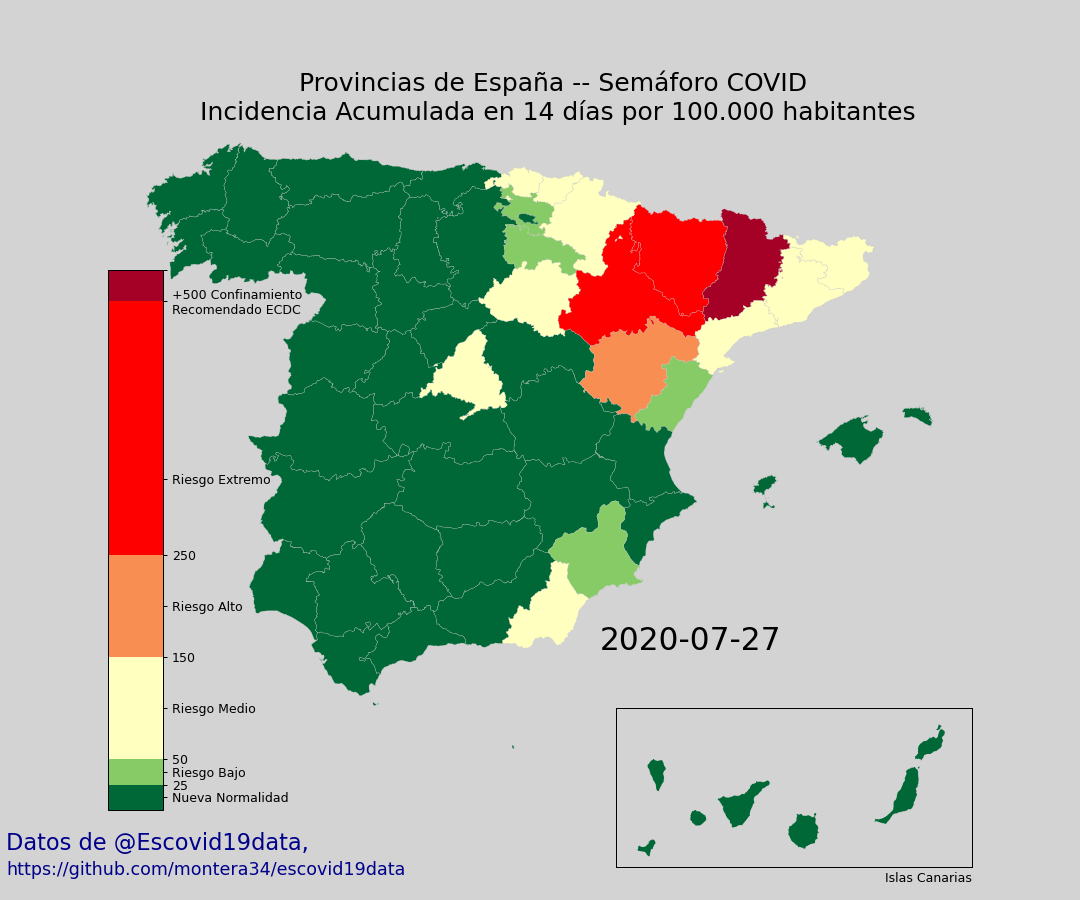 Provincias de España -- Semáforo COVID
Incidencia Acumulada en 14 días por 100.000 habitantes
+500 Confinamiento
Recomendado ECDC
Riesgo Extremo
250
Riesgo Alto
150
Riesgo Medio
50
Riesgo Bajo
25
Nueva Normalidad
2020-07-27
Islas Canarias
Datos de @Escovid19data,
https://github.com/montera34/escovid19data